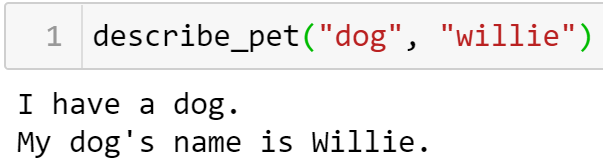 1 describe_pet("dog", "willie")
I have a dog.
My dog's name is Willie.